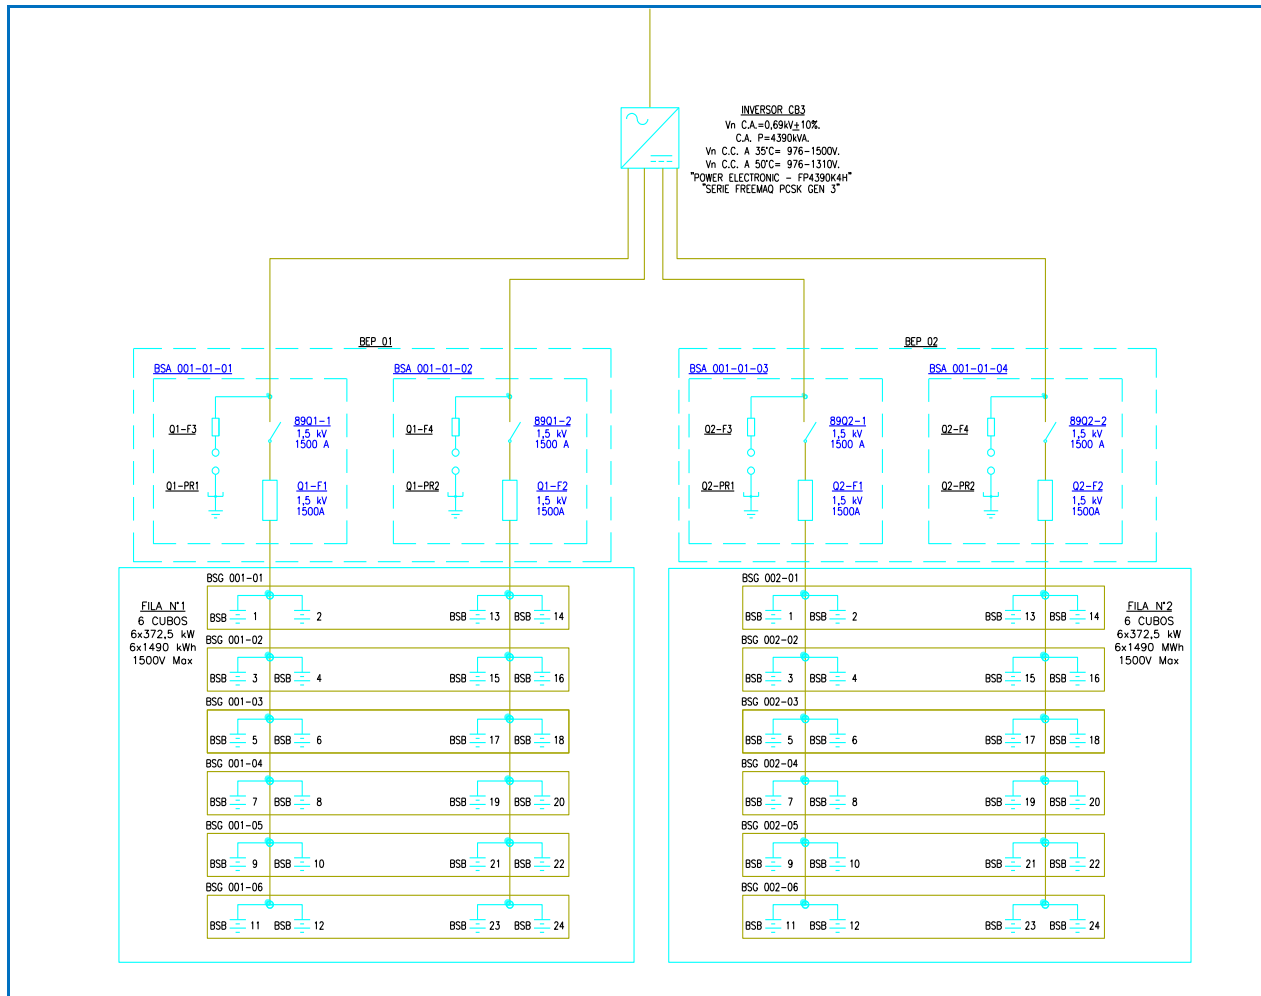 INVERSOR CB3
Vn C.A.=0,69kV±10%.
C.A. P=4390kVA.
Vn C.C. A 35°C= 976-1500V.
Vn C.C. A 50°C= 976-1310V.
"POWER ELECTRONIC - FP4390K4H"
"SERIE FREEMAQ PCSK GEN 3"
BEP 01
BEP 02
BSA 001-01-01
BSA 001-01-02
BSA 001-01-03
BSA 001-01-04
Q1-F3
89Q1-1
1,5 kV
1500 A
Q1-PR1
Q1-F1
1,5 kV
1500A
Q1-F4
89Q1-2
1,5 kV
1500 A
Q1-PR2
Q1-F2
1,5 kV
1500A
Q2-F3
89Q2-1
1,5 kV
1500 A
Q2-PR1
Q2-F1
1,5 kV
1500A
Q2-F4
89Q2-2
1,5 kV
1500 A
Q2-PR2
Q2-F2
1,5 kV
1500A
FILA N°1
6 CUBOS
6x372,5 kW
6x1490 kWh
1500V Max
BSG 001-01
BSB 1 2 BSB 13 BSB 14
BSG 001-02
BSB 3 BSB 4 BSB 15 BSB 16
BSG 001-03
BSB 5 BSB 6 BSB 17 BSB 18
BSG 001-04
BSB 7 BSB 8 BSB 19 BSB 20
BSG 001-05
BSB 9 BSB 10 BSB 21 BSB 22
BSG 001-06
BSB 11 BSB 12 BSB 23 BSB 24
BSG 002-01
BSB 1 BSB 2 BSB 13 BSB 14
BSG 002-02
BSB 3 BSB 4 BSB 15 BSB 16
BSG 002-03
BSB 5 BSB 6 BSB 17 BSB 18
BSG 002-04
BSB 7 BSB 8 BSB 19 BSB 20
BSG 002-05
BSB 9 BSB 10 BSB 21 BSB 22
BSG 002-06
BSB 11 BSB 12 BSB 23 BSB 24
FILA N°2
6 CUBOS
6x372,5 kW
6x1490 MWh
1500V Max